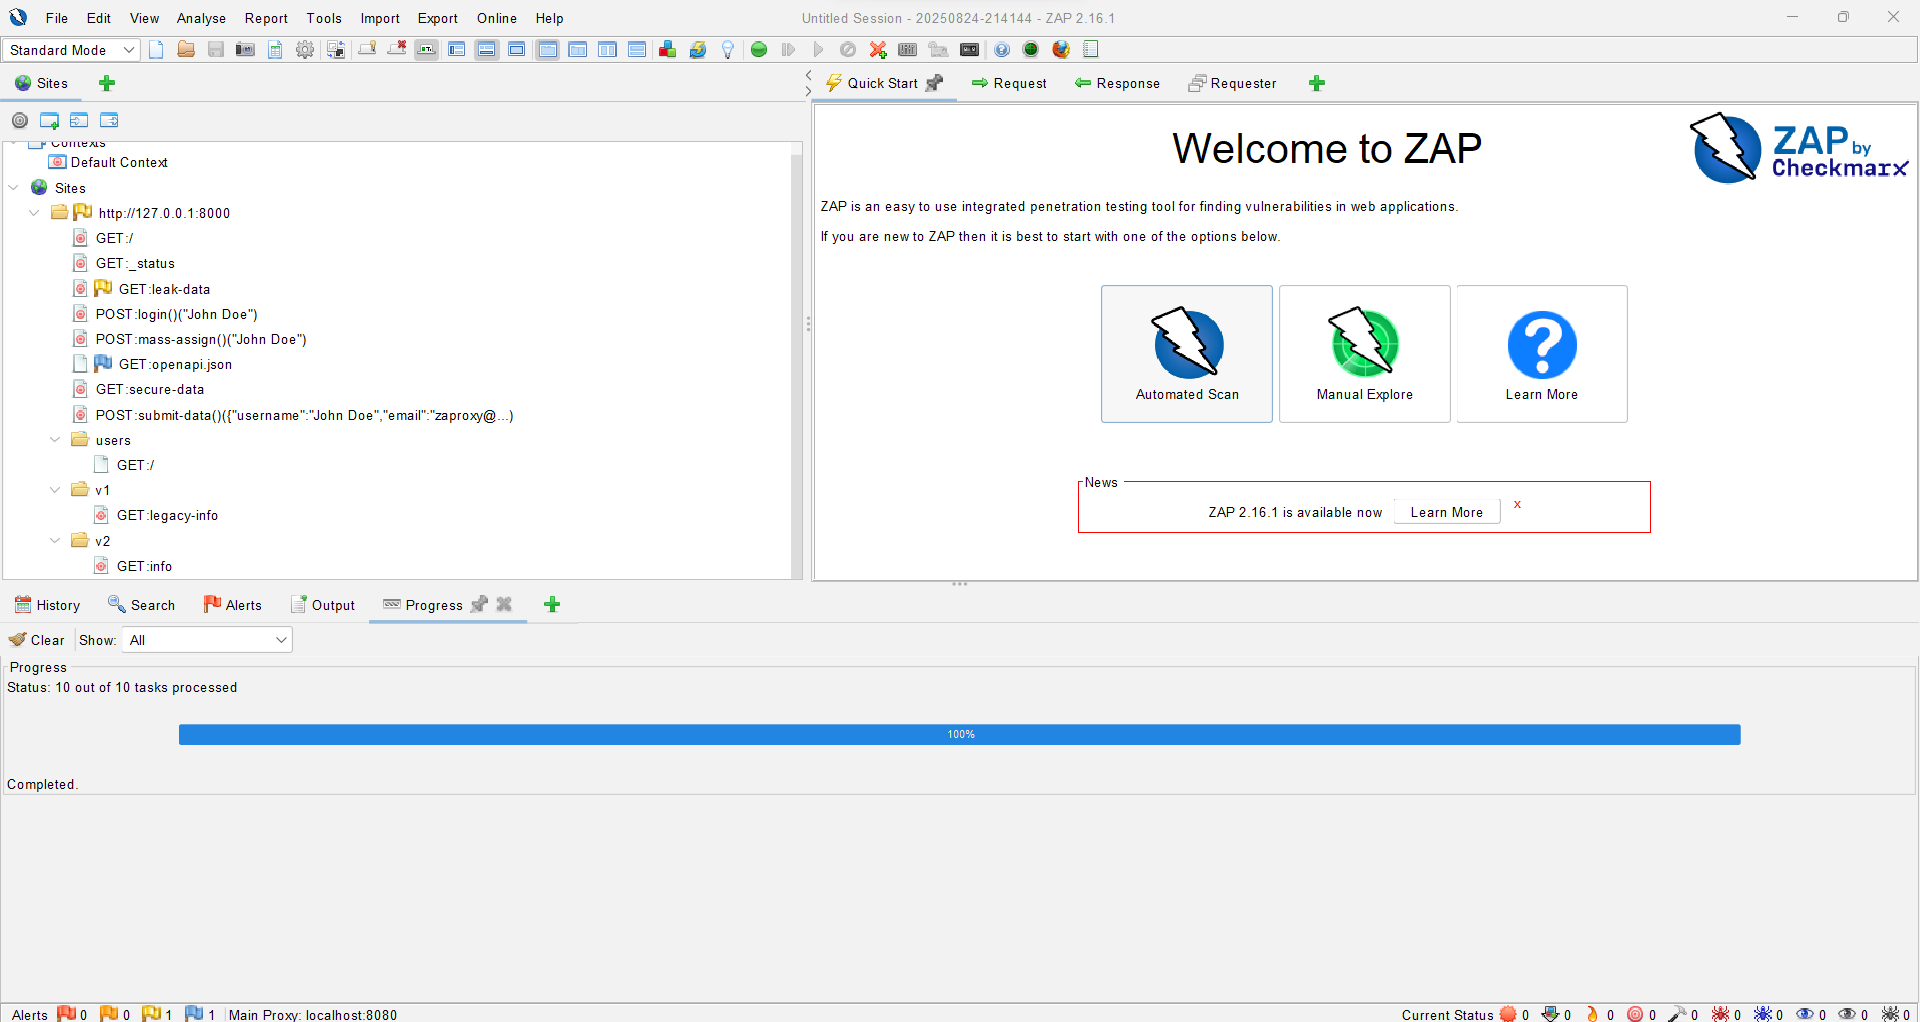 File Edit View Analyse Report Tools Import Export Online Help
Untitled Session - 20250824-214144 - ZAP 2.16.1
Standard Mode
Sites
Quick Start Request Response Requester
Contexts
Default Context
Sites
http://127.0.0.1:8000
GET:/
GET:_status
GET:leak-data
POST:login()("John Doe")
POST:mass-assign()("John Doe")
GET:openapi.json
GET:secure-data
POST:submit-data()({"username":"John Doe","email":"zaproxy@...)
users
GET:/
v1
GET:legacy-info
v2
GET:info
Welcome to ZAP
ZAP by
Checkmarx
ZAP is an easy to use integrated penetration testing tool for finding vulnerabilities in web applications.
If you are new to ZAP then it is best to start with one of the options below.
Automated Scan Manual Explore Learn More
News
ZAP 2.16.1 is available now Learn More x
History Search Alerts Output Progress
Clear Show: All
Progress
Status: 10 out of 10 tasks processed
100%
Completed.
Alerts 0 0 1 1 Main Proxy: localhost:8080
Current Status 0 0 0 0 0 0 0 0 0 0